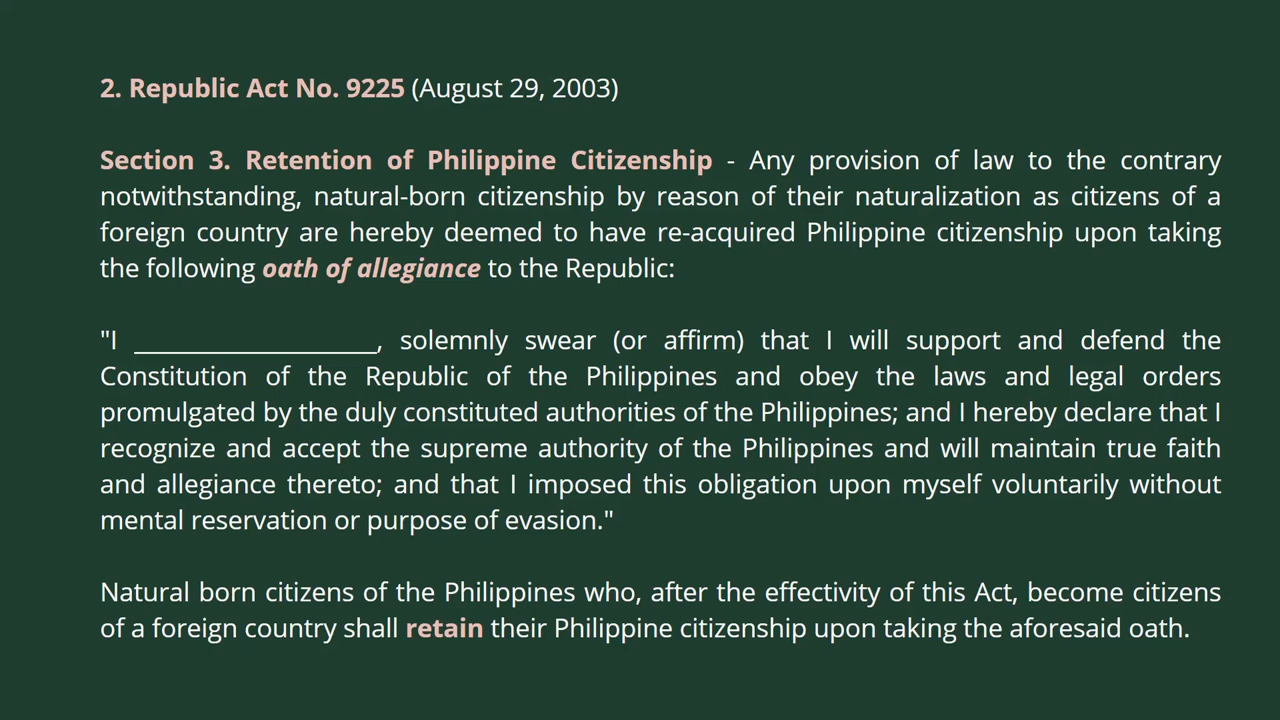 2. Republic Act No. 9225 (August 29, 2003)
Section 3. Retention of Philippine Citizenship - Any provision of law to the contrary
notwithstanding, natural-born citizenship by reason of their naturalization as citizens of a
foreign country are hereby deemed to have re-acquired Philippine citizenship upon taking
the following oath of allegiance to the Republic:
"I __________________, solemnly swear (or affirm) that I will support and defend the
Constitution of the Republic of the Philippines and obey the laws and legal orders
promulgated by the duly constituted authorities of the Philippines; and I hereby declare that I
recognize and accept the supreme authority of the Philippines and will maintain true faith
and allegiance thereto; and that I imposed this obligation upon myself voluntarily without
mental reservation or purpose of evasion."
Natural born citizens of the Philippines who, after the effectivity of this Act, become citizens
of a foreign country shall retain their Philippine citizenship upon taking the aforesaid oath.